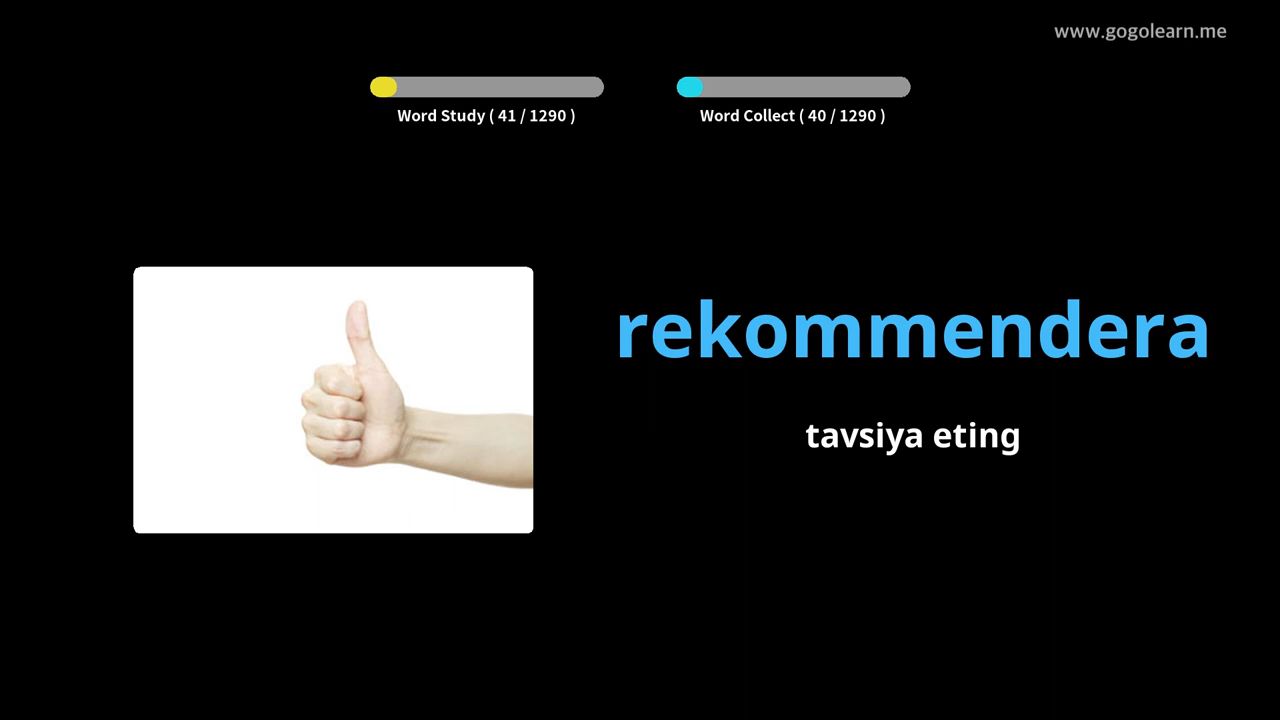 www.gogolearn.me
Word Study ( 41 / 1290 )
Word Collect ( 40 / 1290 )
rekommendera
tavsiya eting